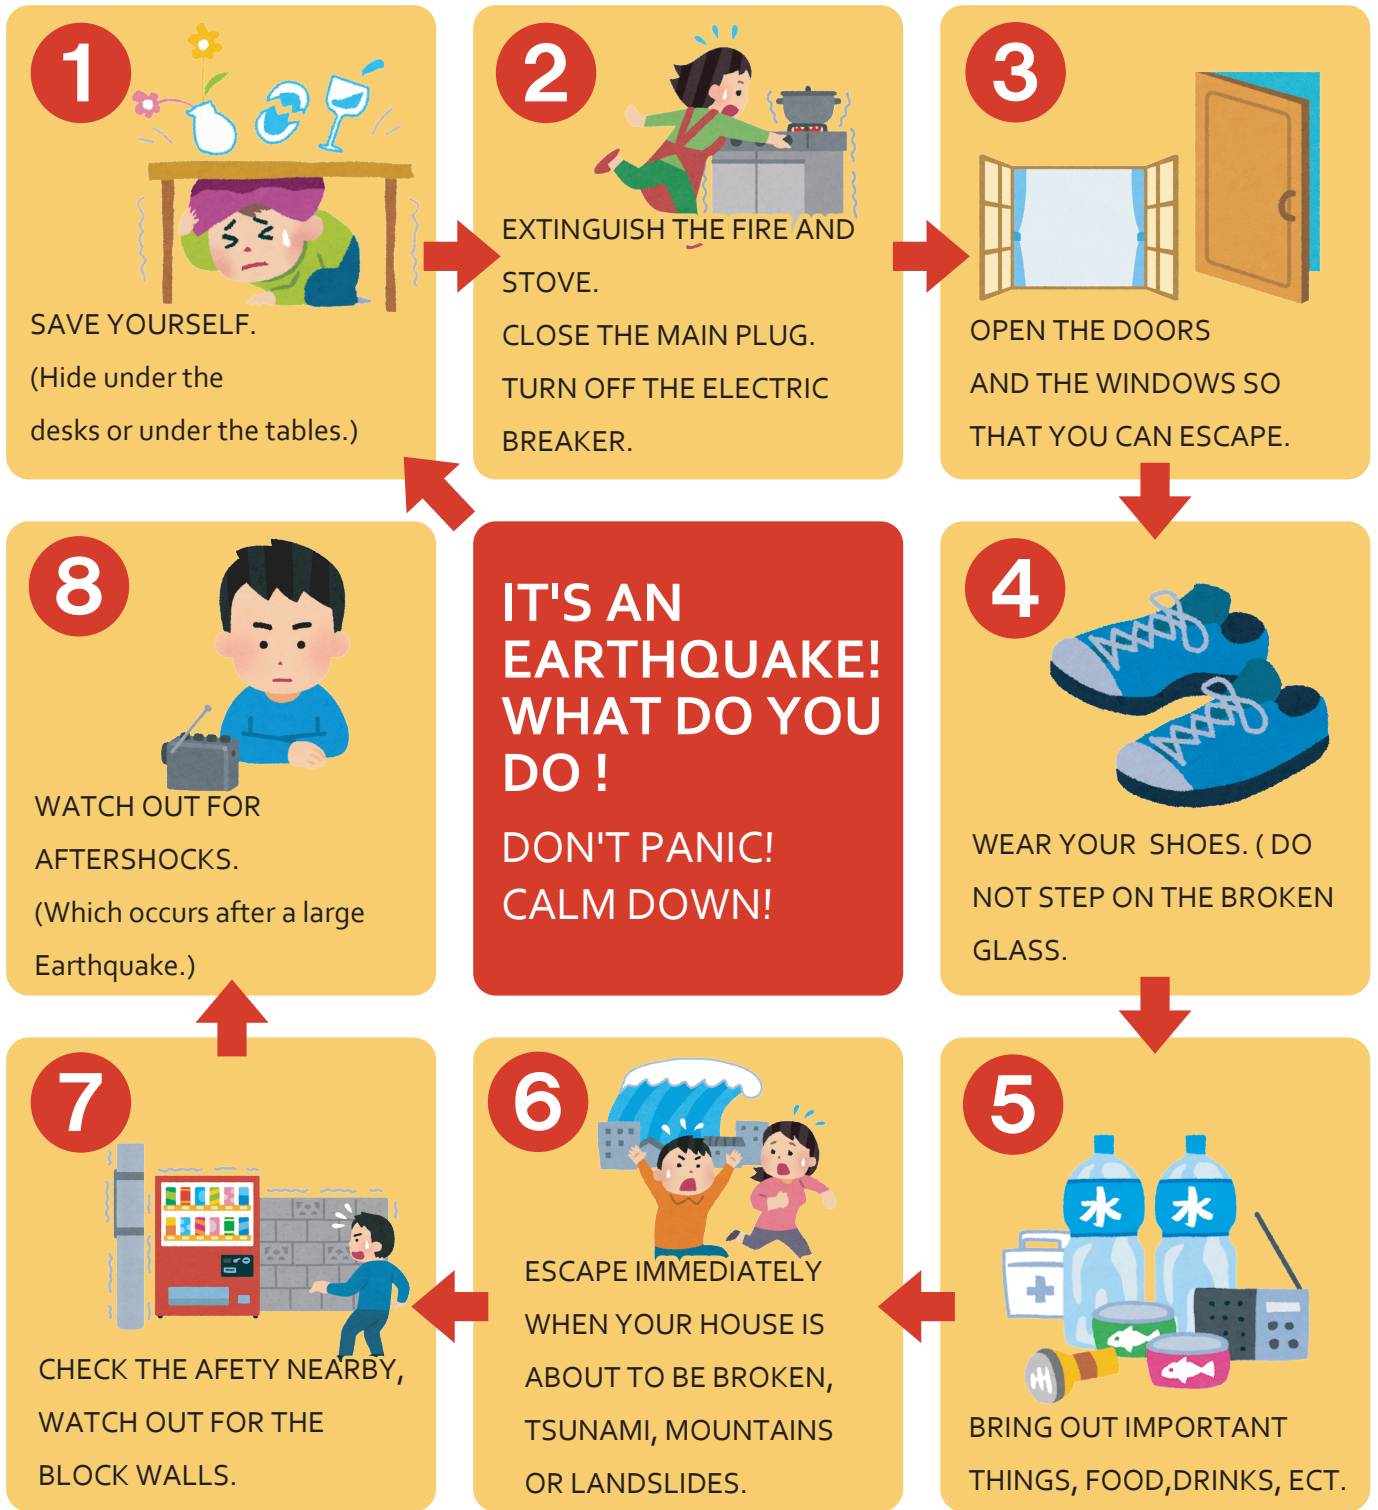 1
SAVE YOURSELF.
(Hide under the
desks or under the tables.)
2
EXTINGUISH THE FIRE AND
STOVE.
CLOSE THE MAIN PLUG.
TURN OFF THE ELECTRIC
BREAKER.
3
OPEN THE DOORS
AND THE WINDOWS SO
THAT YOU CAN ESCAPE.
IT'S AN
EARTHQUAKE!
WHAT DO YOU
DO !
DON'T PANIC!
CALM DOWN!
4
WEAR YOUR SHOES. ( DO
NOT STEP ON THE BROKEN
GLASS.
5
水 水
BRING OUT IMPORTANT
THINGS, FOOD,DRINKS, ECT.
6
ESCAPE IMMEDIATELY
WHEN YOUR HOUSE IS
ABOUT TO BE BROKEN,
TSUNAMI, MOUNTAINS
OR LANDSLIDES.
7
CHECK THE AFETY NEARBY,
WATCH OUT FOR THE
BLOCK WALLS.
8
WATCH OUT FOR
AFTERSHOCKS.
(Which occurs after a large
Earthquake.)